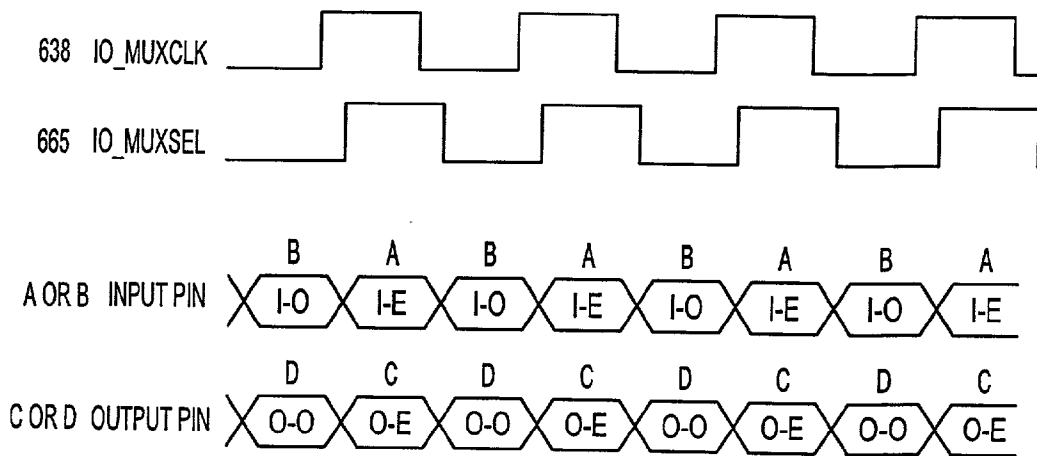 638 IO_MUXCLK
665 IO_MUXSEL
B A B A B A B A
A OR B INPUT PIN I-O I-E I-O I-E I-O I-E I-O I-E
D C D C D C D C
C OR D OUTPUT PIN O-O O-E O-O O-E O-O O-E O-O O-E